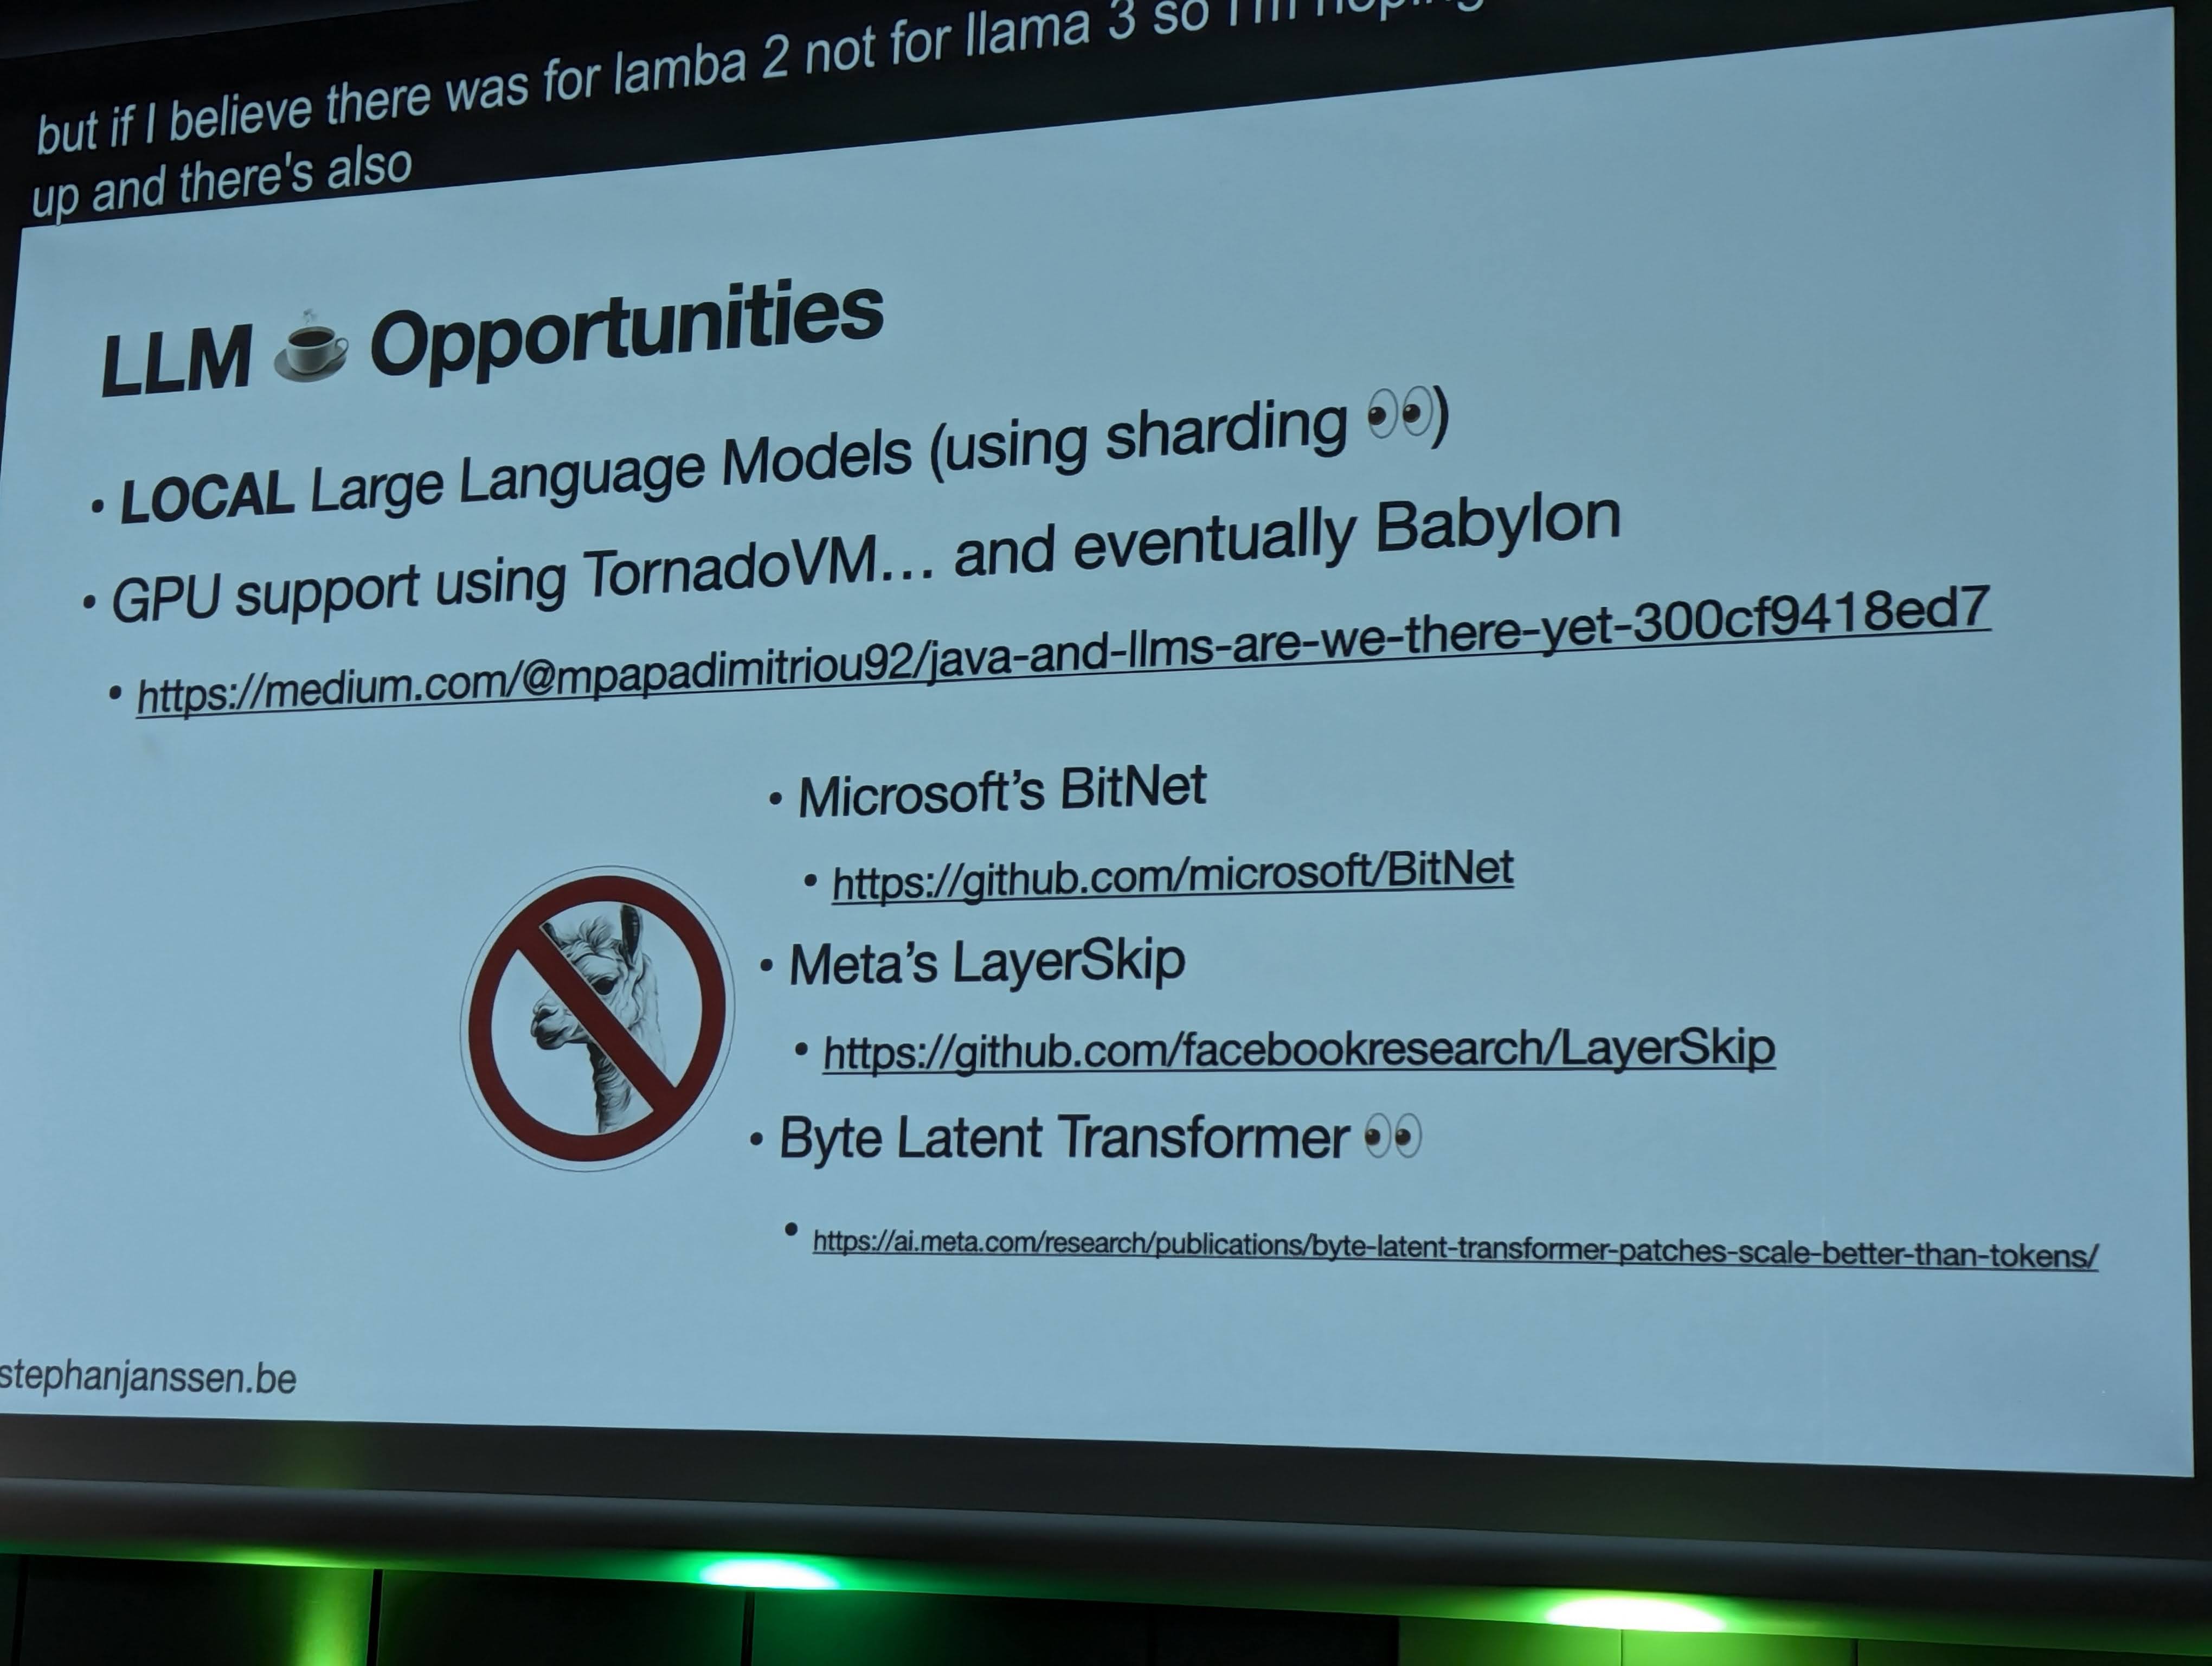 but if I believe there was for lamba 2 not for llama 3 so I'm hoping
up and there's also
LLM ☕ Opportunities
• LOCAL Large Language Models (using sharding 👀)
• GPU support using TornadoVM... and eventually Babylon
• https://medium.com/@mpapadimitriou92/java-and-llms-are-we-there-yet-300cf9418ed7
• Microsoft's BitNet
• https://github.com/microsoft/BitNet
• Meta's LayerSkip
• https://github.com/facebookresearch/LayerSkip
• Byte Latent Transformer 👀
• https://ai.meta.com/research/publications/byte-latent-transformer-patches-scale-better-than-tokens/
stephanjanssen.be